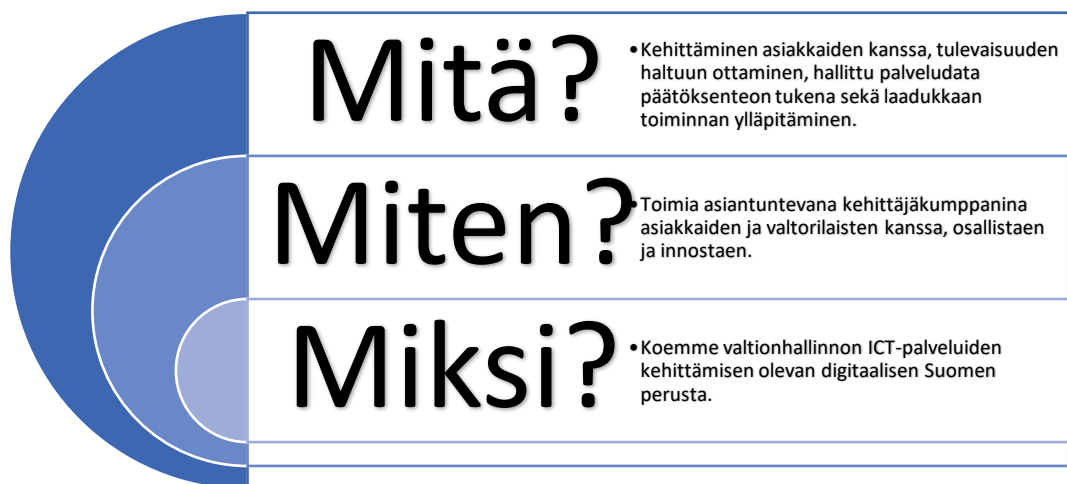 Mitä?
•Kehittäminen asiakkaiden kanssa, tulevaisuuden
haltuun ottaminen, hallittu palveludata
päätöksenteon tukena sekä laadukkaan
toiminnan ylläpitäminen.
Miten?
•Toimia asiantuntevana kehittäjäkumppanina
asiakkaiden ja valtorilaisten kanssa, osallistaen
ja innostaen.
Miksi?
•Koemme valtionhallinnon ICT-palveluiden
kehittämisen olevan digitaalisen Suomen
perusta.